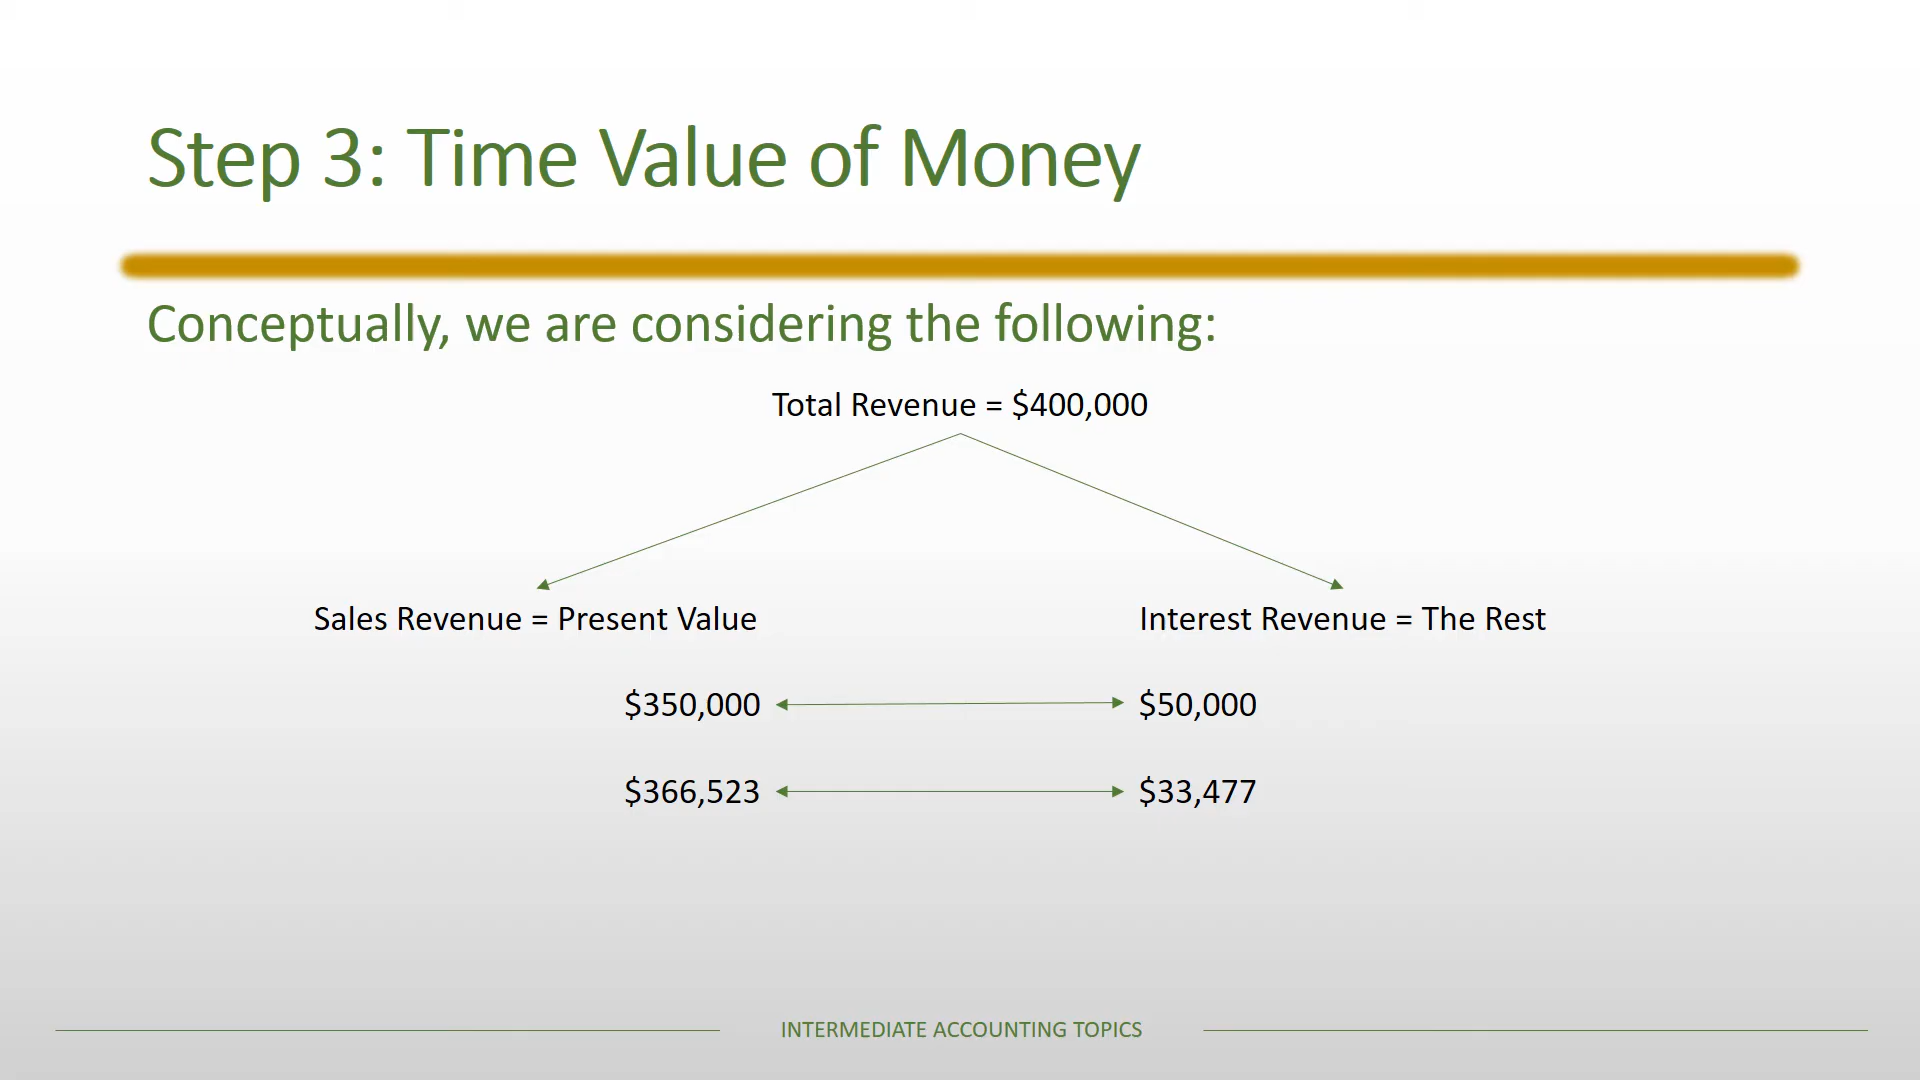 Step 3: Time Value of Money
Conceptually, we are considering the following:
Total Revenue = $400,000
Sales Revenue = Present Value
Interest Revenue = The Rest
$350,000
$50,000
$366,523
$33,477
INTERMEDIATE ACCOUNTING TOPICS